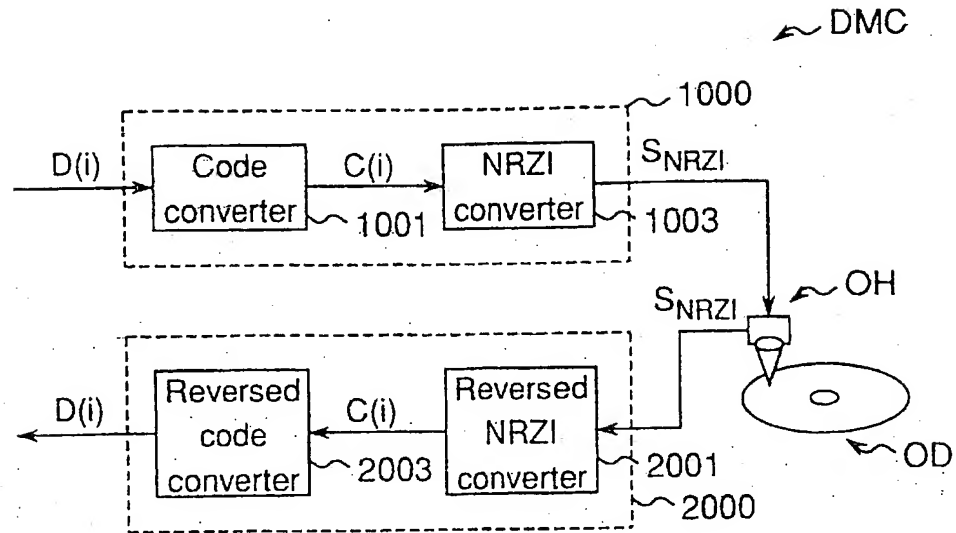 DMC
1000
D(i)
Code
converter
1001
C(i)
NRZI
converter
1003
SNRZI
OH
SNRZI
D(i)
Reversed
code
converter
2003
C(i)
Reversed
NRZI
converter
2001
2000
OD